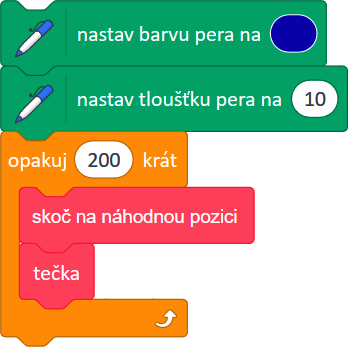 nastav barvu pera na
nastav tloušťku pera na 10
opakuj 200 krát
skoč na náhodnou pozici
tečka